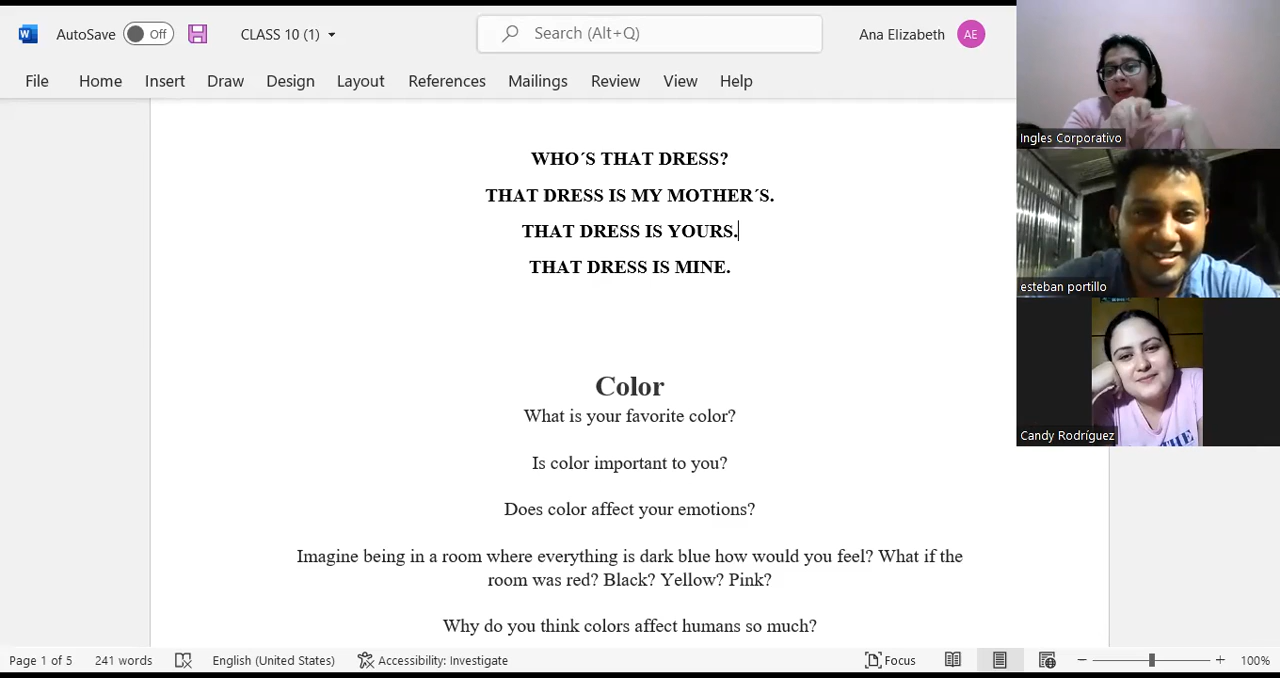 AutoSave Off CLASS 10 (1) Search (Alt+Q) Ana Elizabeth AE
File Home Insert Draw Design Layout References Mailings Review View Help
WHO´S THAT DRESS?
THAT DRESS IS MY MOTHER´S.
THAT DRESS IS YOURS.
THAT DRESS IS MINE.
Color
What is your favorite color?
Is color important to you?
Does color affect your emotions?
Imagine being in a room where everything is dark blue how would you feel? What if the
room was red? Black? Yellow? Pink?
Why do you think colors affect humans so much?
Ingles Corporativo
esteban portillo
Candy Rodríguez
Page 1 of 5 241 words English (United States) Accessibility: Investigate Focus 100%